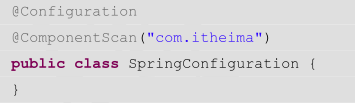 @Configuration
@ComponentScan("com.itheima")
public class SpringConfiguration {
}